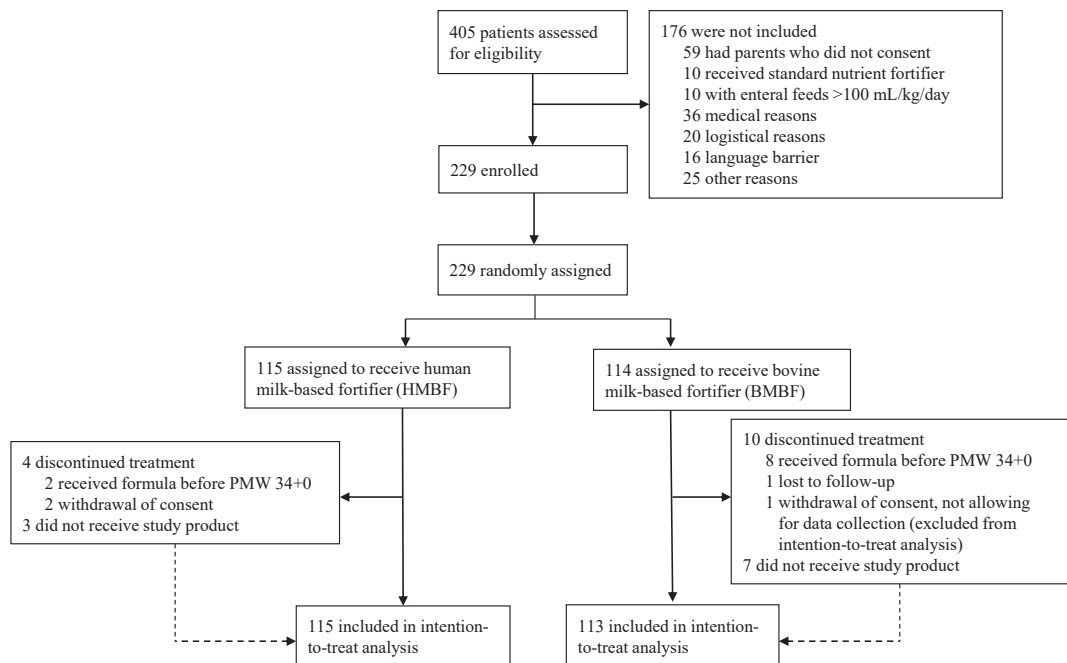 405 patients assessed
for eligibility
176 were not included
59 had parents who did not consent
10 received standard nutrient fortifier
10 with enteral feeds >100 mL/kg/day
36 medical reasons
20 logistical reasons
16 language barrier
25 other reasons
229 enrolled
229 randomly assigned
115 assigned to receive human
milk-based fortifier (HMBF)
114 assigned to receive bovine
milk-based fortifier (BMBF)
4 discontinued treatment
2 received formula before PMW 34+0
2 withdrawal of consent
3 did not receive study product
10 discontinued treatment
8 received formula before PMW 34+0
1 lost to follow-up
1 withdrawal of consent, not allowing
for data collection (excluded from
intention-to-treat analysis)
7 did not receive study product
115 included in intention-
to-treat analysis
113 included in intention-
to-treat analysis